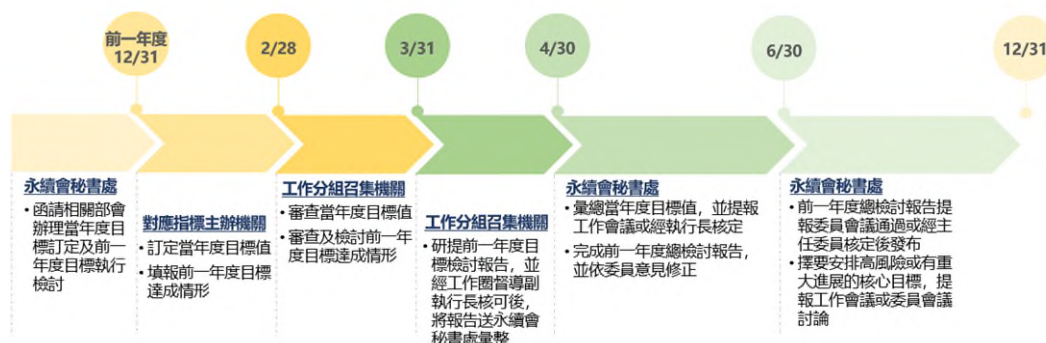 前一年度
12/31
2/28
3/31
4/30
6/30
12/31
永續會秘書處
•函請相關部會
辦理當年度目
標訂定及前一
年度目標執行
檢討
對應指標主辦機關
•訂定當年度目標值
•填報前一年度目標
達成情形
工作分組召集機關
•審查當年度目標值
•審查及檢討前一年
度目標達成情形
工作分組召集機關
•研提前一年度目
標檢討報告，並
經工作圈督導副
執行長核可後，
將報告送永續會
秘書處彙整
永續會秘書處
•彙總當年度目標值，並提報
工作會議或經執行長核定
•完成前一年度總檢討報告，
並依委員意見修正
永續會秘書處
•前一年度總檢討報告提
報委員會議通過或經主
任委員核定後發布
•擇要安排高風險或有重
大進展的核心目標，提
報工作會議或委員會議
討論